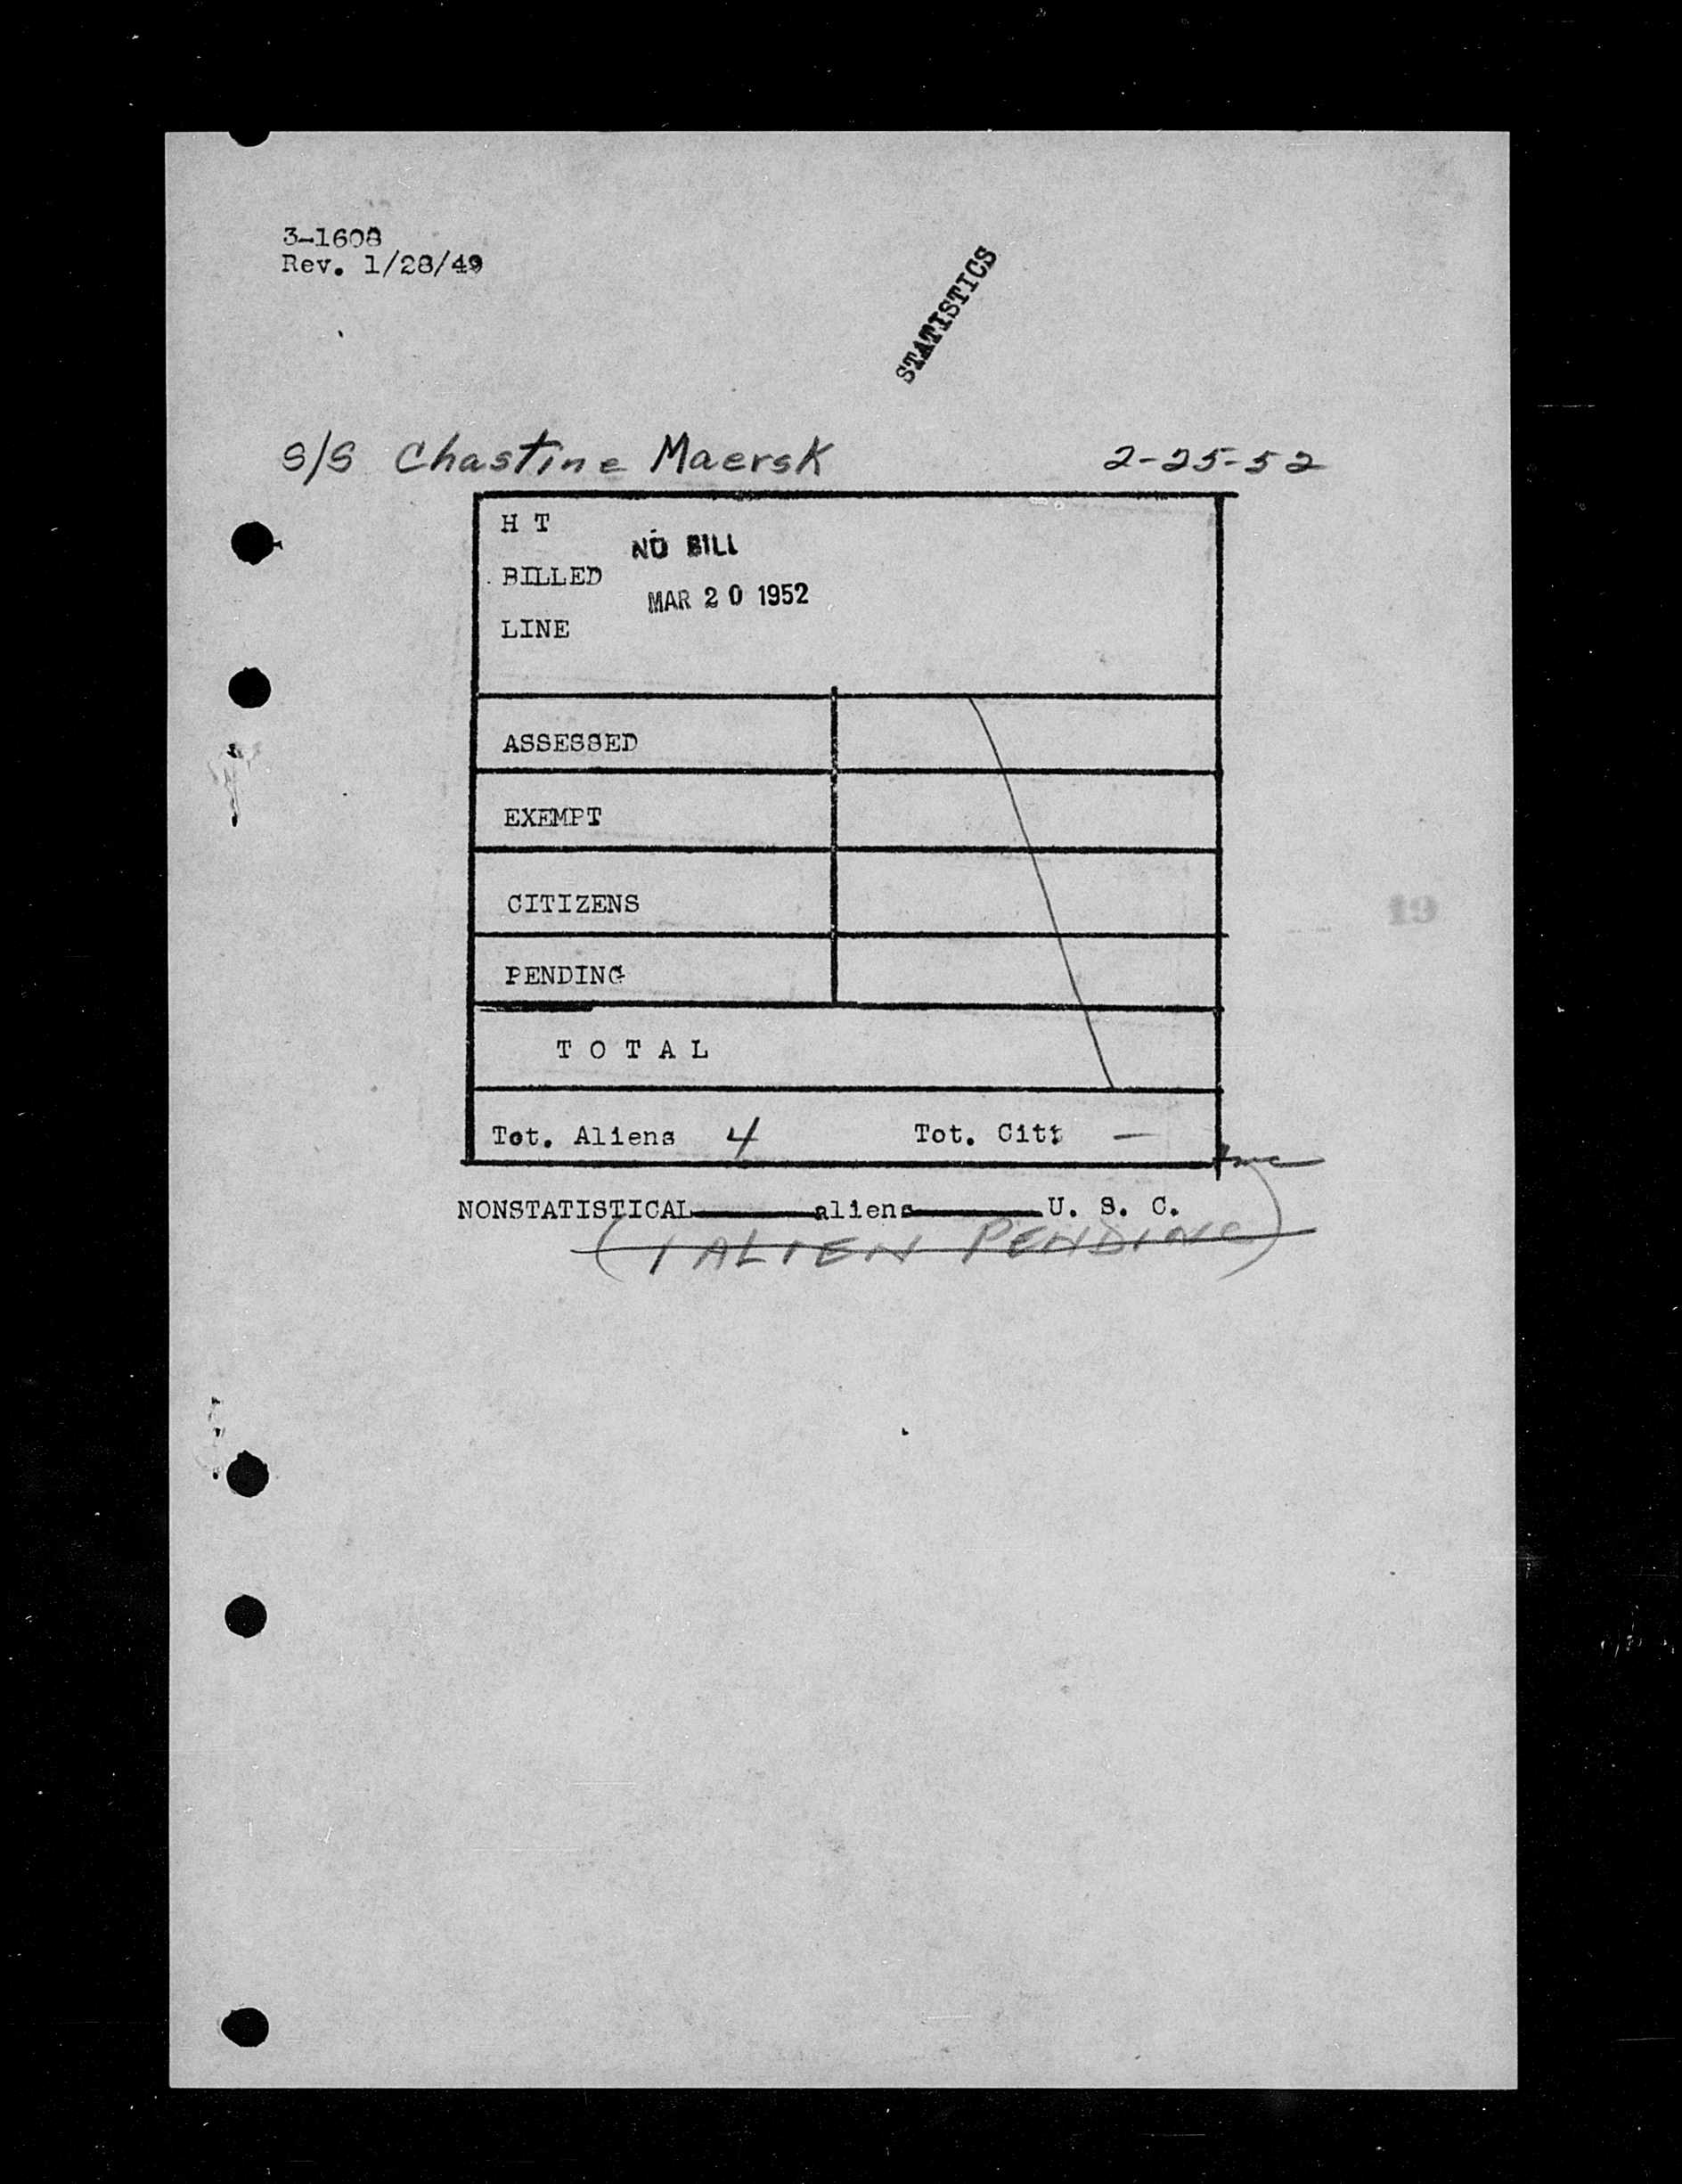 3-1608
Rev. 1/28/49
STATISTICS
S/S Chastine Maersk 2-25-52
H T
NO BILL
BILLED
MAR 20 1952
LINE
ASSESSED
EXEMPT
CITIZENS
19
PENDING
T O T A L
Tot. Aliens 4 Tot. Citz —
NONSTATISTICAL aliens U. S. C.
(1 ALIEN PENDING)